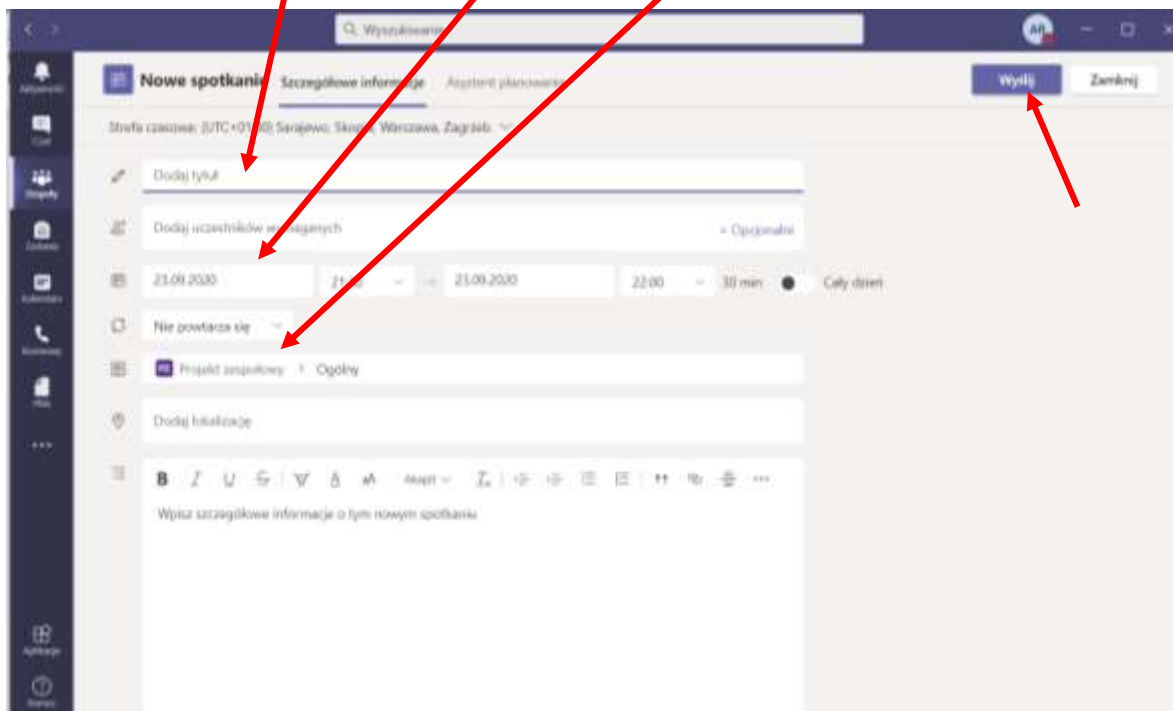 Wyszukiwanie
AR
Aktywność
Nowe spotkanie Szczegółowe informacje Asystent planowania
Wyślij Zamknij
Czat
Strefa czasowa: (UTC+01:00) Sarajewo, Skopie, Warszawa, Zagrzeb
Zespoły
Dodaj tytuł
Zadania
Dodaj uczestników wymaganych + Opcjonalni
Kalendarz
23.09.2020 23.09.2020 22:00 30 min Cały dzień
Rozmowy
Nie powtarza się
Pliki
Projekt zespołowy > Ogólny
Dodaj lokalizację
B I U S A Akapit
Wpisz szczegółowe informacje o tym nowym spotkaniu
Aplikacje
Pomoc